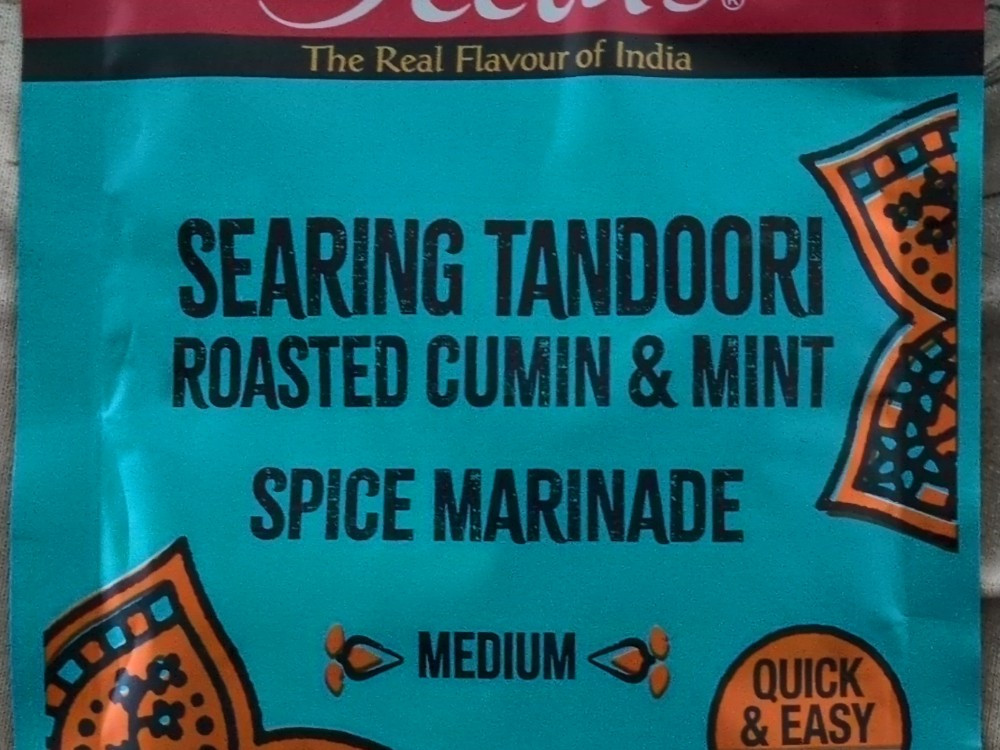 The Real Flavour of India
SEARING TANDOORI
ROASTED CUMIN & MINT
SPICE MARINADE
MEDIUM
QUICK
& EASY